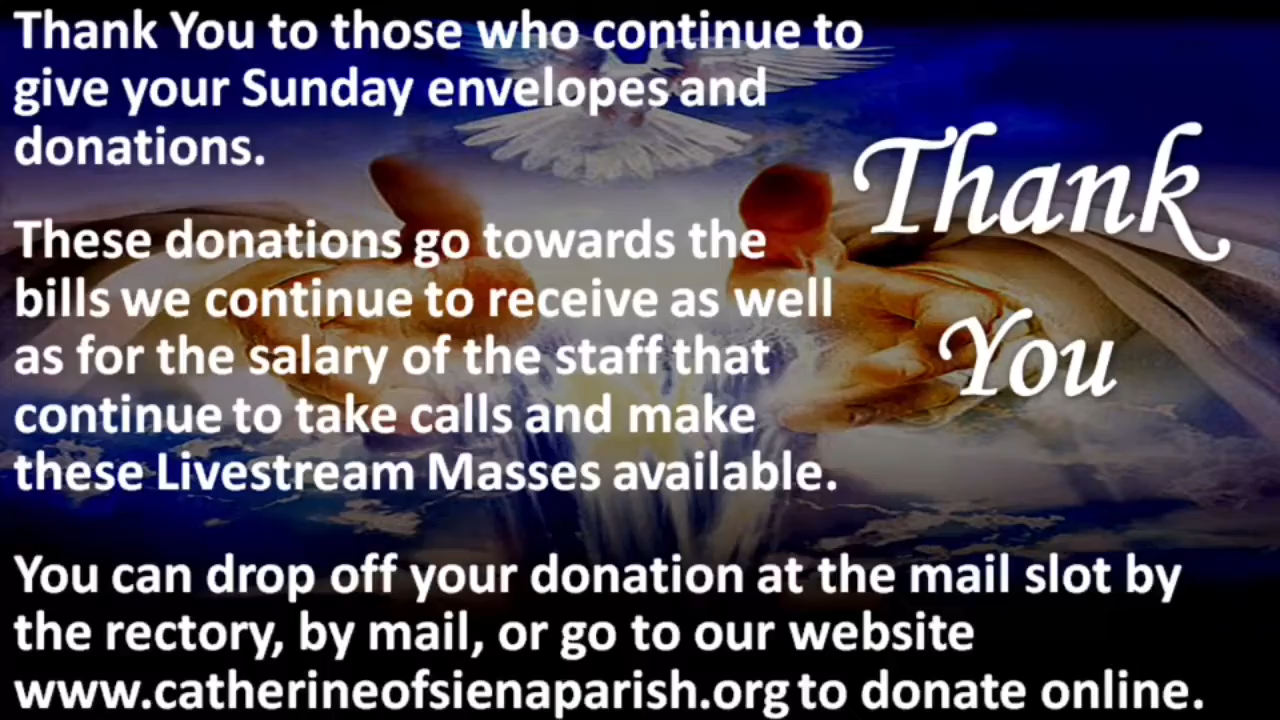 Thank You to those who continue to
give your Sunday envelopes and
donations.
These donations go towards the
bills we continue to receive as well
as for the salary of the staff that
continue to take calls and make
these Livestream Masses available.
You can drop off your donation at the mail slot by
the rectory, by mail, or go to our website
www.catherineofsienaparish.org to donate online.
Thank
You